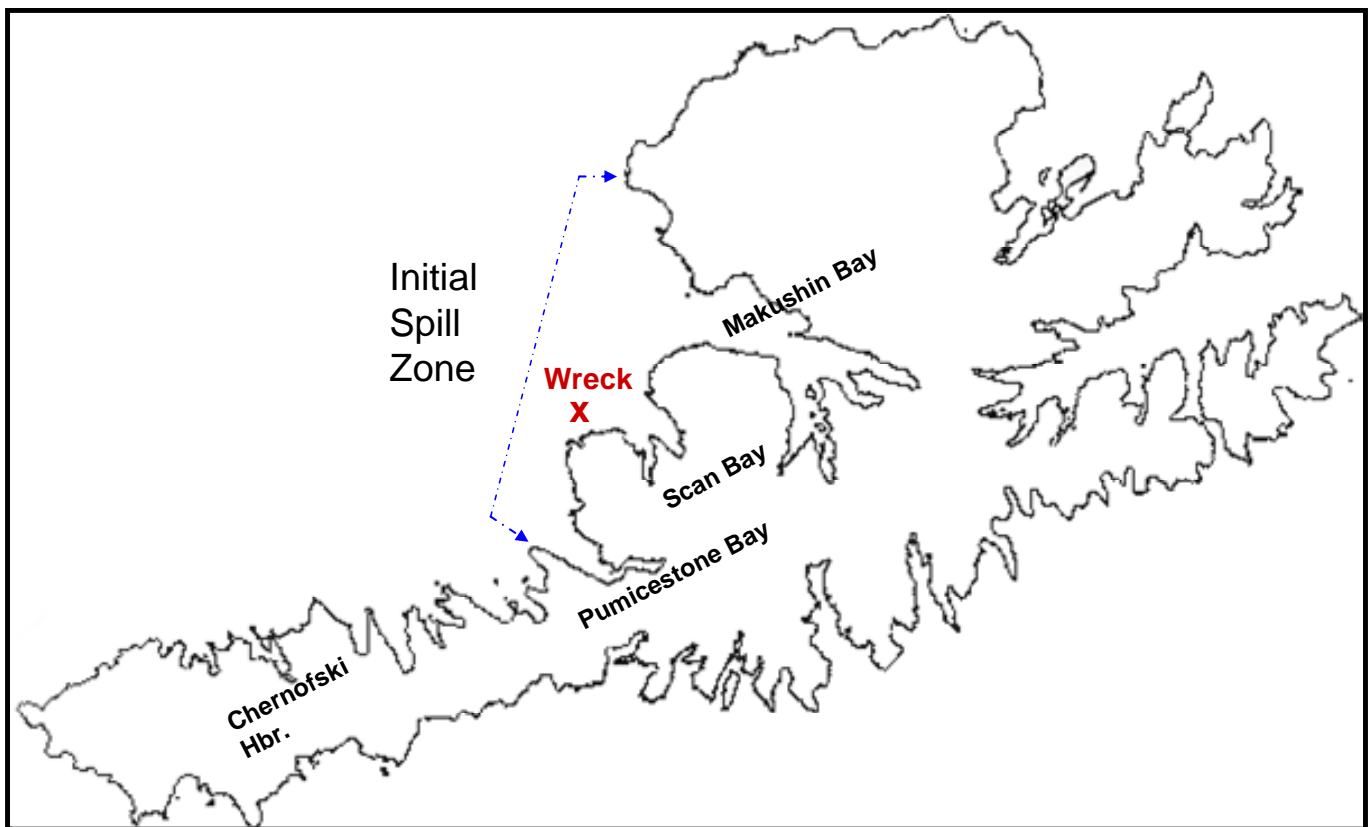 Makushin Bay
Initial
Spill
Zone
Wreck
x
Scan Bay
Pumicestone Bay
Chernofski
Hbr.